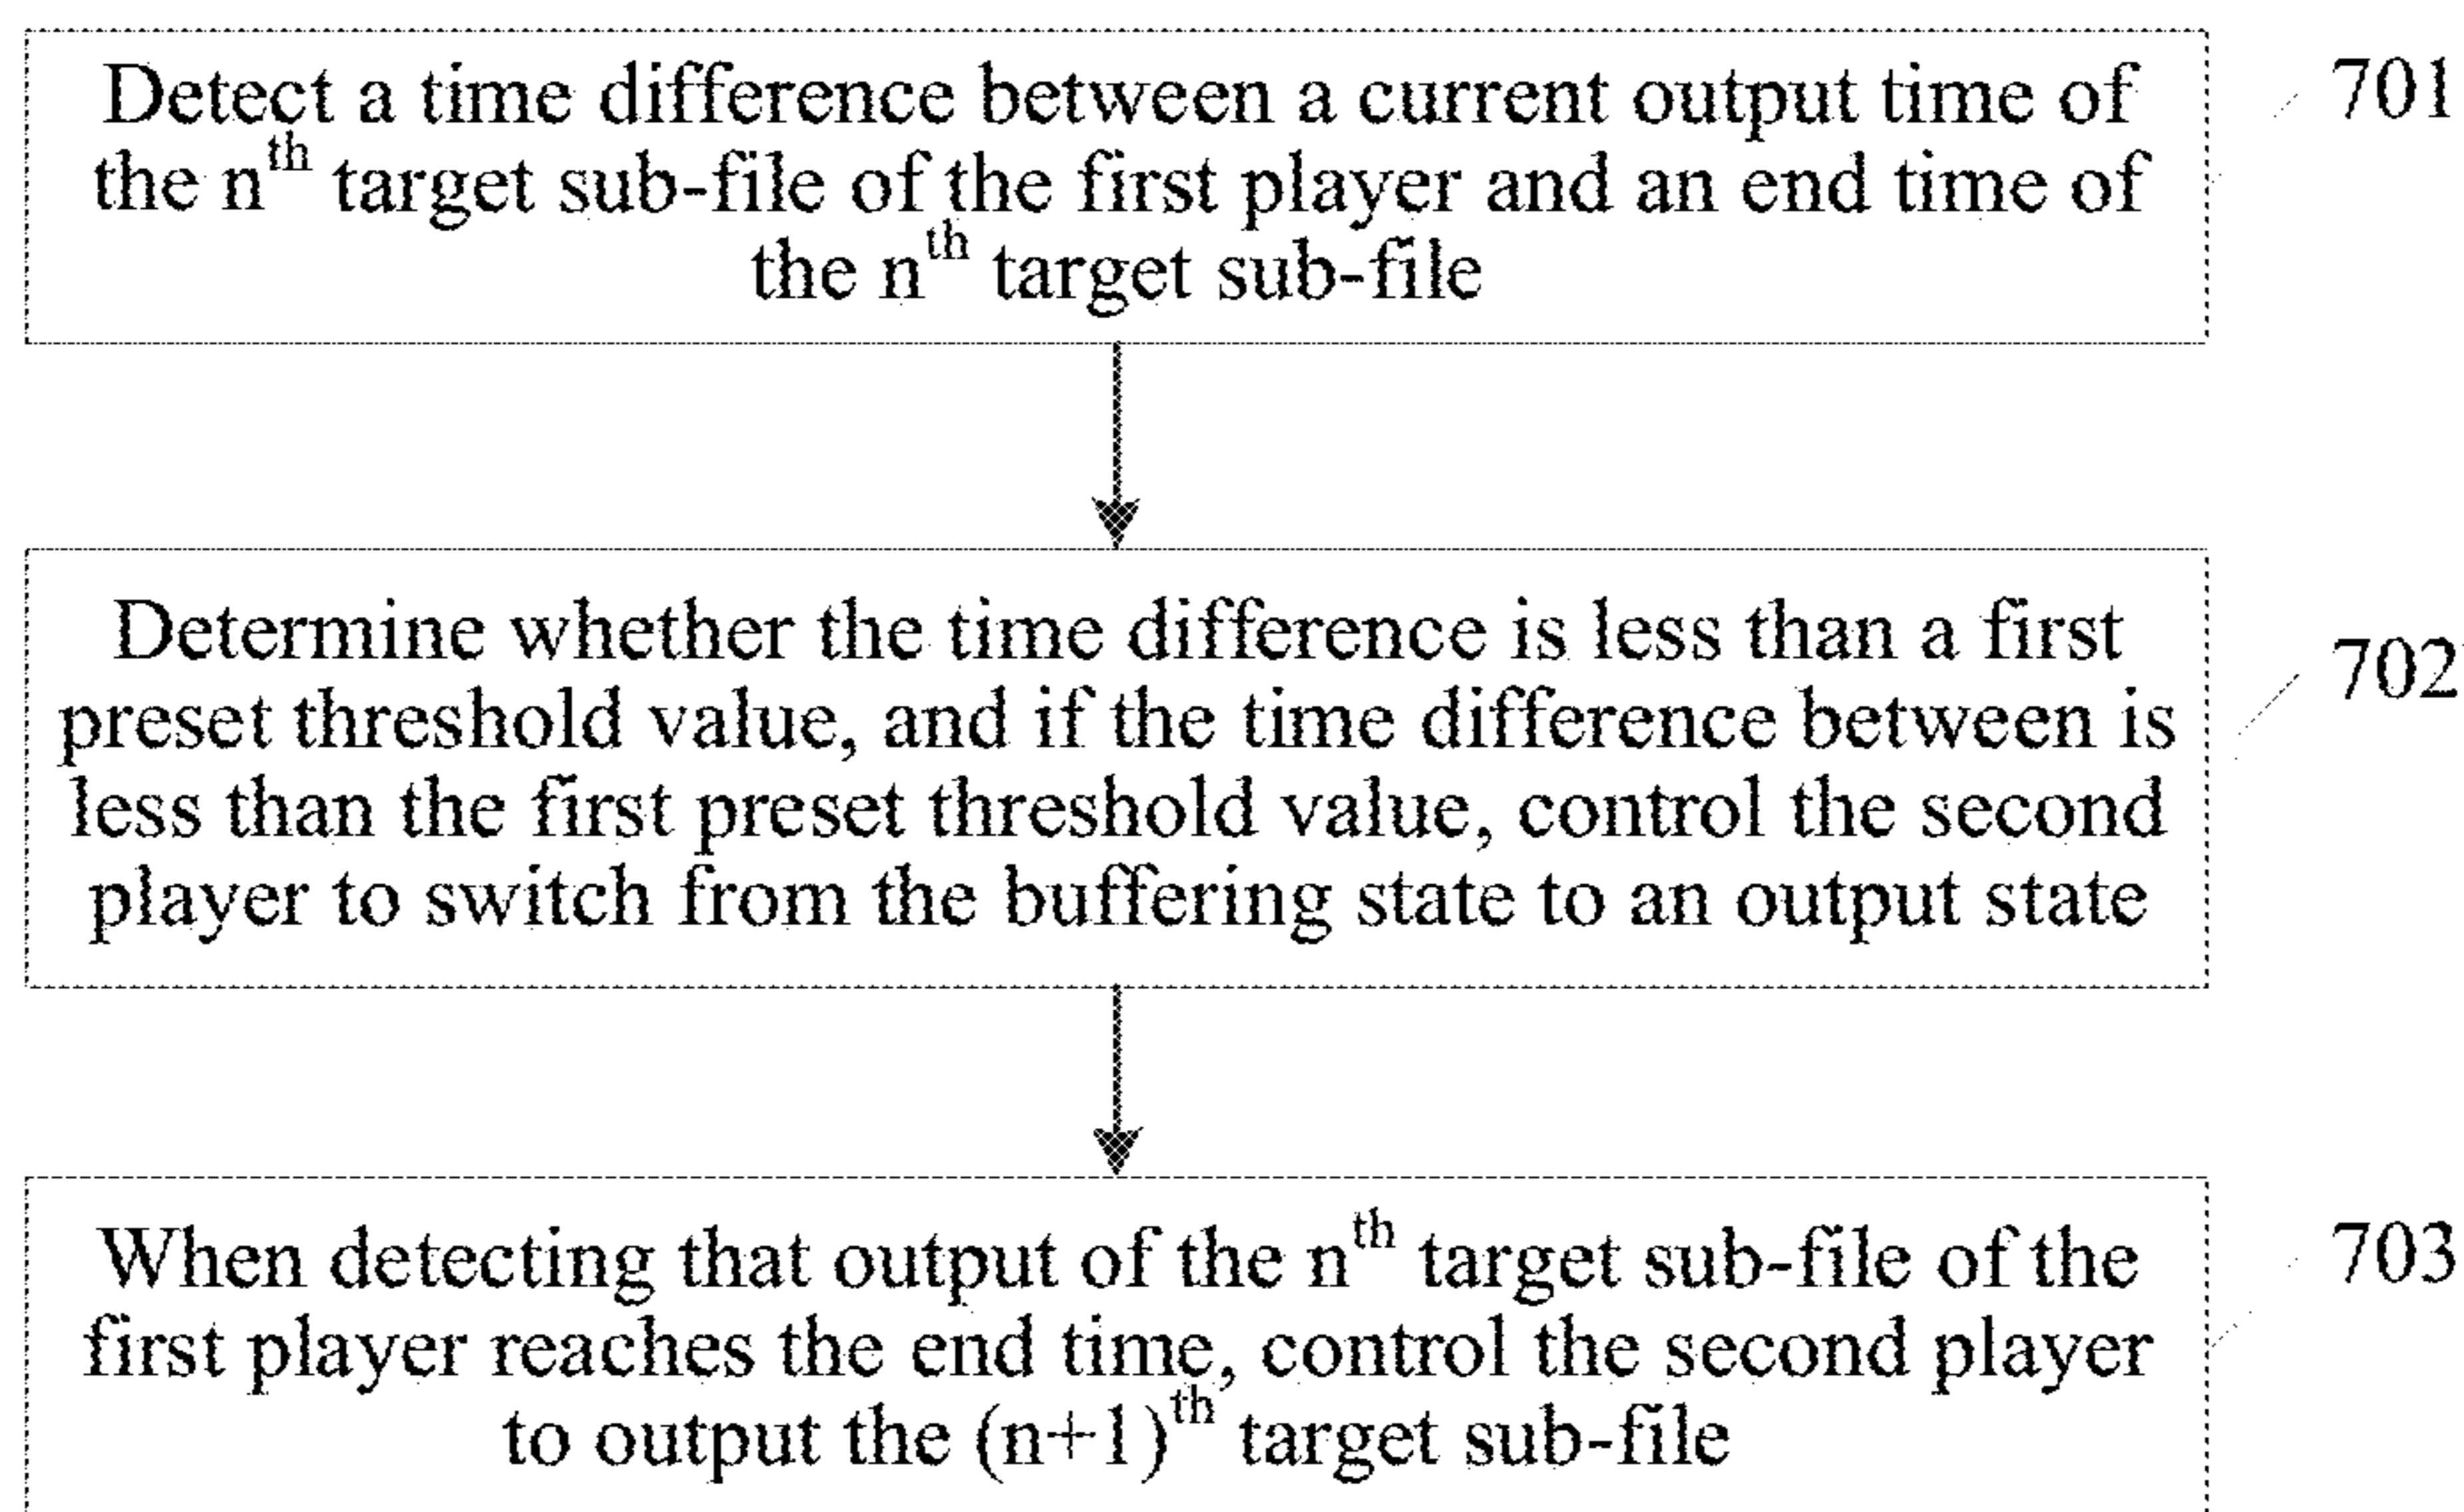 Detect a time difference between a current output time of
the nth target sub-file of the first player and an end time of
the nth target sub-file
701
Determine whether the time difference is less than a first
preset threshold value, and if the time difference between is
less than the first preset threshold value, control the second
player to switch from the buffering state to an output state
702
When detecting that output of the nth target sub-file of the
first player reaches the end time, control the second player
to output the (n+1)th target sub-file
703